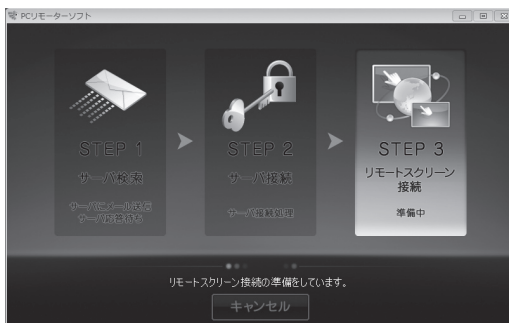 PCリモーターソフト
STEP 1
サーバ検索
サーバにメール送信
サーバ応答待ち
STEP 2
サーバ接続
サーバ接続処理
STEP 3
リモートスクリーン
接続
準備中
リモートスクリーン接続の準備をしています。
キャンセル